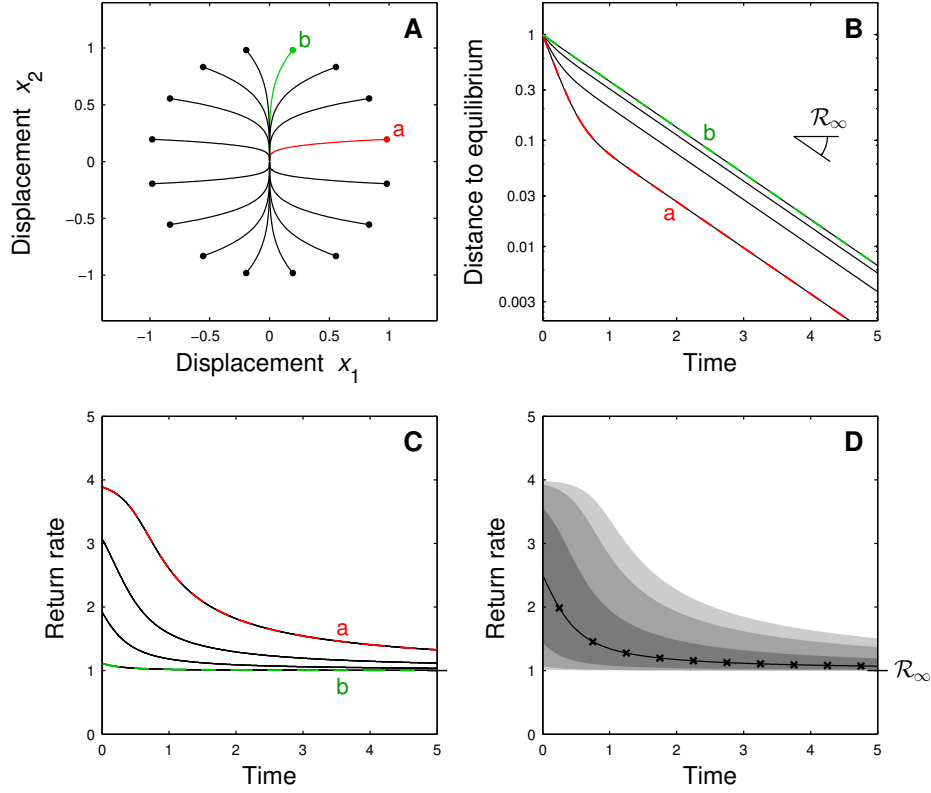 A
b
a
1
0.5
0
−0.5
−1
−1 −0.5 0 0.5 1
Displacement x₂
Displacement x₁
B
1
0.3
0.1
0.03
0.01
0.003
b
a
ℛ∞
0 1 2 3 4 5
Distance to equilibrium
Time
C
5
4
3
2
1
0
a
b
0 1 2 3 4 5
Return rate
Time
D
5
4
3
2
1
0
ℛ∞
0 1 2 3 4 5
Return rate
Time